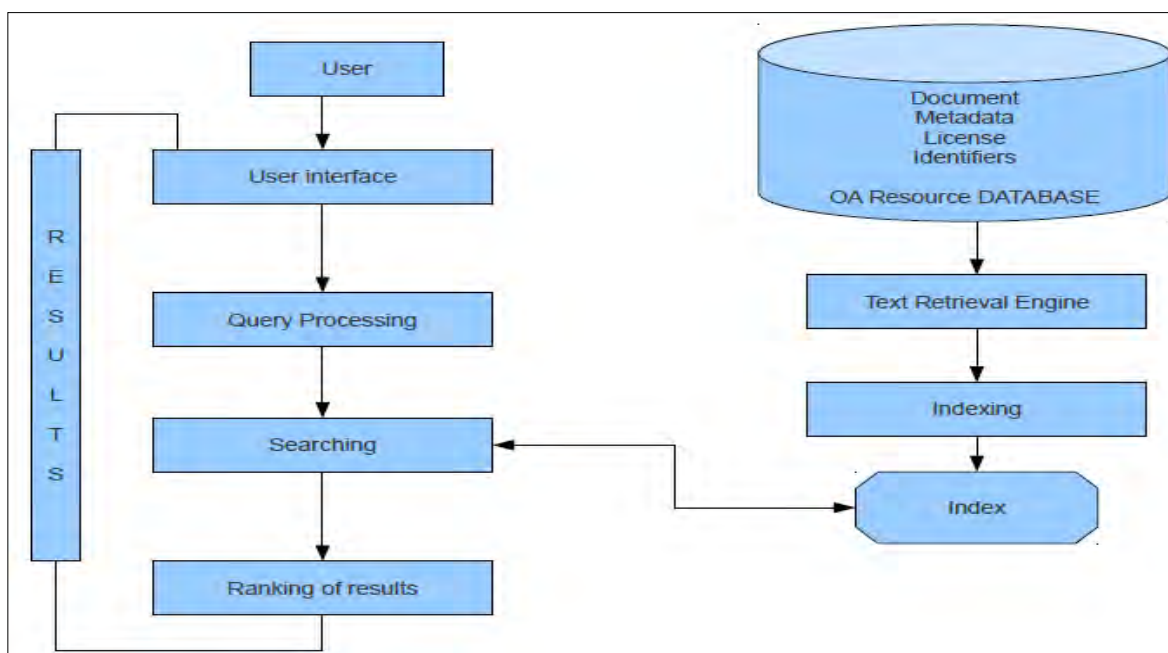 User
User interface
Query Processing
Searching
Ranking of results
RESULTS
Document
Metadata
License
Identifiers
OA Resource DATABASE
Text Retrieval Engine
Indexing
Index